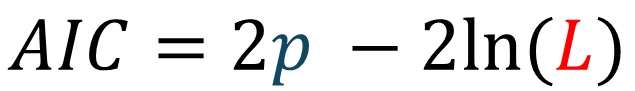 AIC = 2p − 2ln(L)